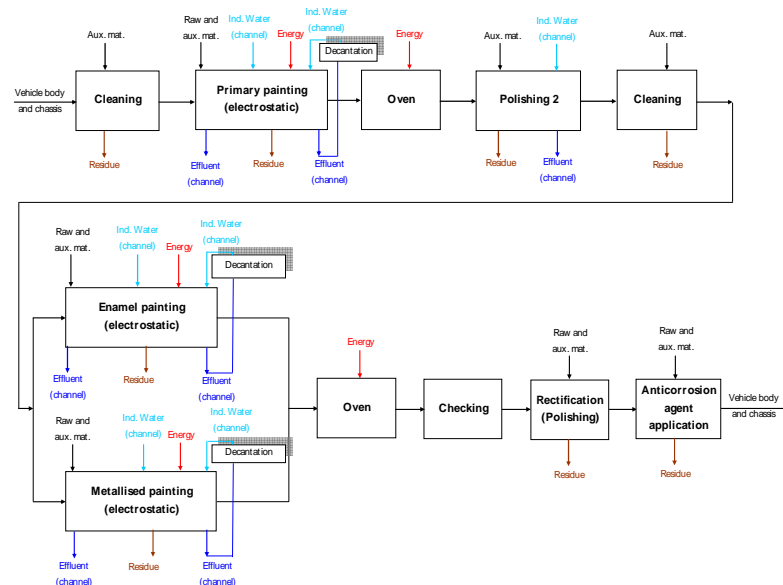 Aux. mat.
Raw and
aux. mat.
Ind. Water
(channel)
Energy
Ind. Water
(channel)
Decantation
Energy
Aux. mat.
Ind. Water
(channel)
Aux. mat.
Vehicle body
and chassis
Cleaning
Primary painting
(electrostatic)
Oven
Polishing 2
Cleaning
Residue
Effluent
(channel)
Residue
Effluent
(channel)
Residue
Effluent
(channel)
Residue
Raw and
aux. mat.
Ind. Water
(channel)
Energy
Ind. Water
(channel)
Decantation
Enamel painting
(electrostatic)
Effluent
(channel)
Residue
Effluent
(channel)
Raw and
aux. mat.
Ind. Water
(channel)
Energy
Ind. Water
(channel)
Decantation
Metallised painting
(electrostatic)
Effluent
(channel)
Residue
Effluent
(channel)
Energy
Raw and
aux. mat.
Raw and
aux. mat.
Oven
Checking
Rectification
(Polishing)
Anticorrosion
agent
application
Vehicle body
and chassis
Residue
Residue